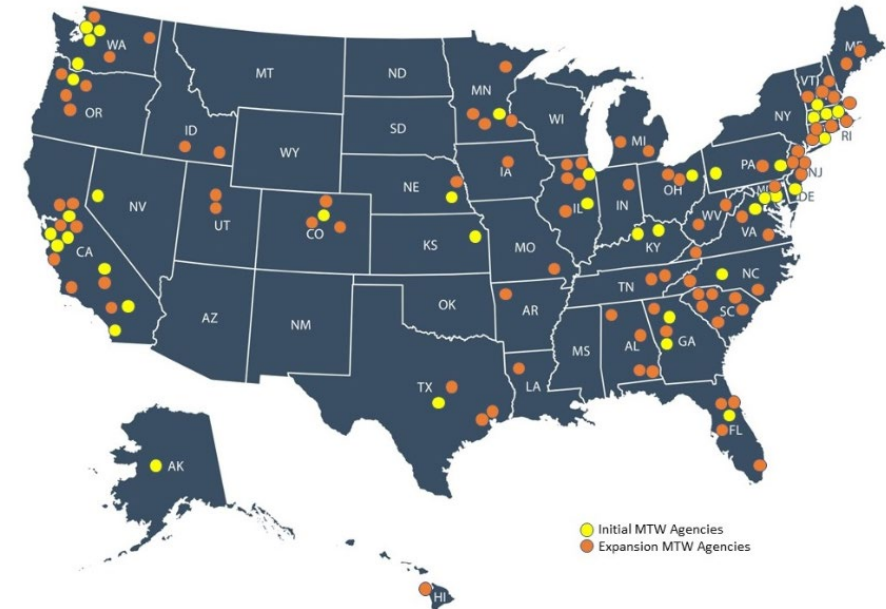 WA
MT
ND
MN
ME
VT
OR
ID
SD
WI
MI
NY
RI
WY
IA
PA
NJ
NV
UT
NE
IL
IN
OH
DE
CO
WV
VA
CA
KS
MO
KY
AZ
NM
OK
AR
TN
NC
SC
MS
AL
GA
TX
LA
FL
AK
HI
Initial MTW Agencies
Expansion MTW Agencies